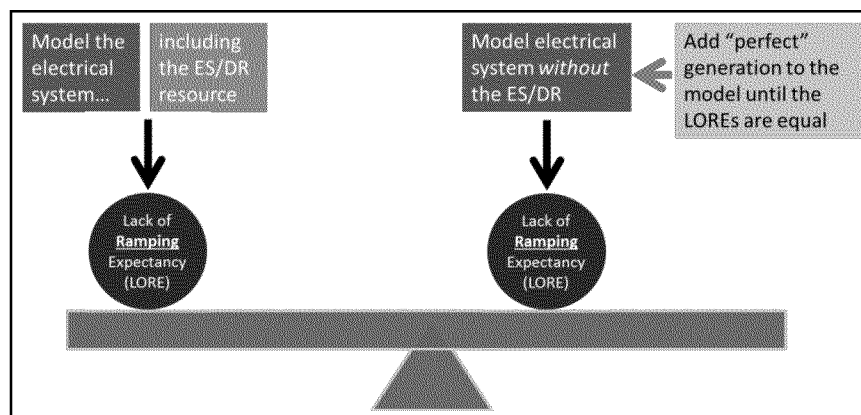 Model the
electrical
system...
including
the ES/DR
resource
Model electrical
system without
the ES/DR
Add “perfect”
generation to the
model until the
LOREs are equal
Lack of
Ramping
Expectancy
(LORE)
Lack of
Ramping
Expectancy
(LORE)